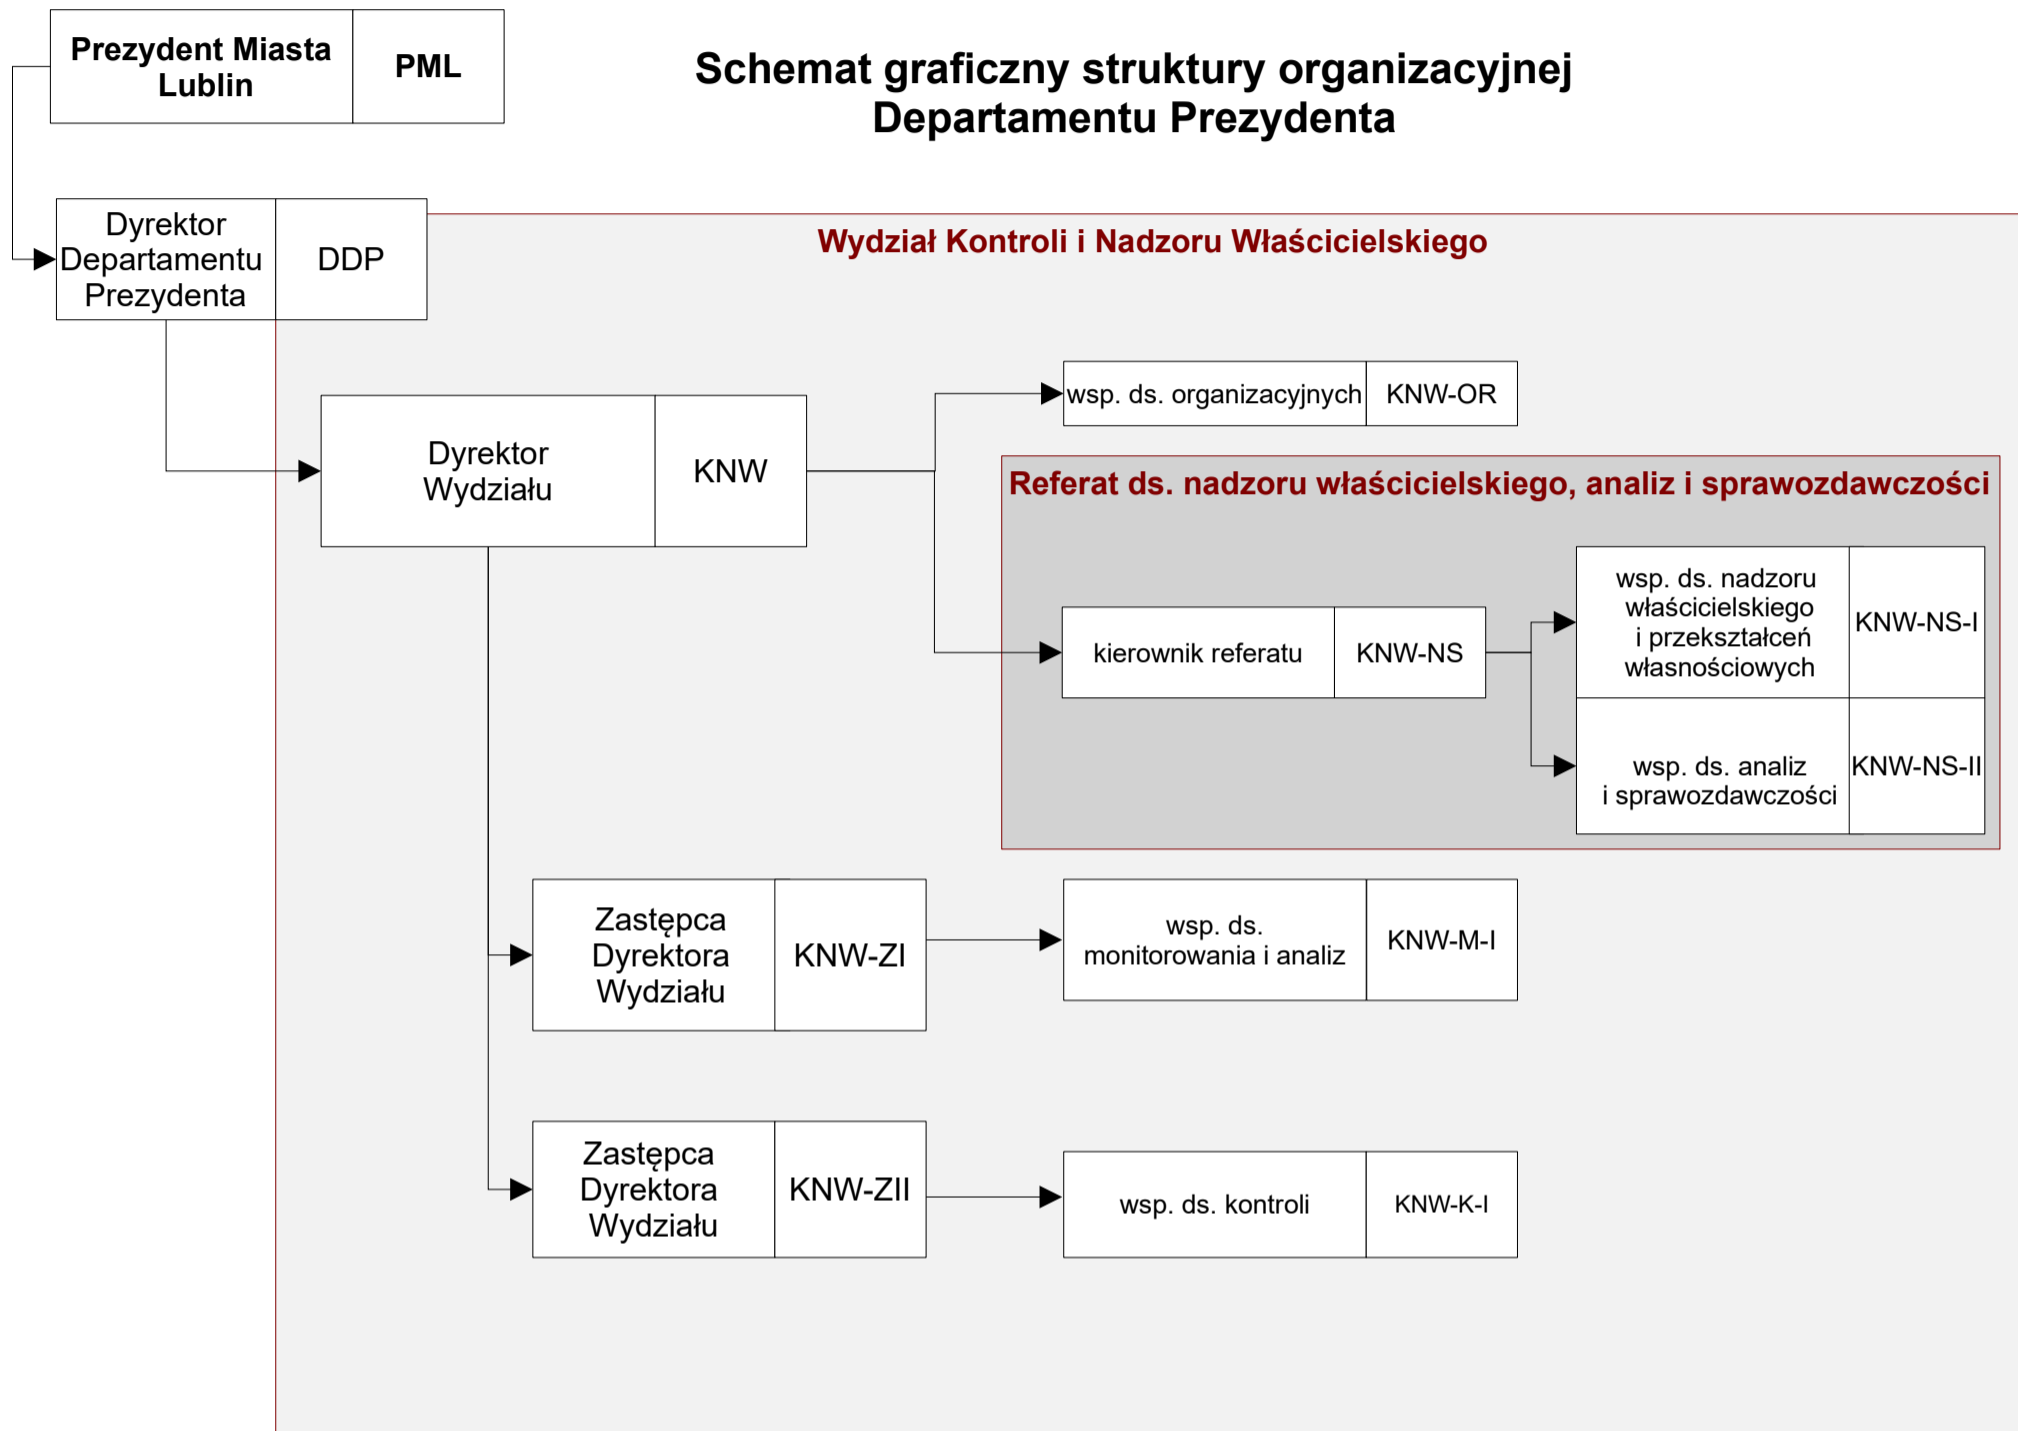 Prezydent Miasta
Lublin
PML
Schemat graficzny struktury organizacyjnej
Departamentu Prezydenta
Dyrektor
Departamentu
Prezydenta
DDP
Wydział Kontroli i Nadzoru Właścicielskiego
Dyrektor
Wydziału
KNW
wsp. ds. organizacyjnych
KNW-OR
Referat ds. nadzoru właścicielskiego, analiz i sprawozdawczości
kierownik referatu
KNW-NS
wsp. ds. nadzoru
właścicielskiego
i przekształceń
własnościowych
KNW-NS-I
wsp. ds. analiz
i sprawozdawczości
KNW-NS-II
Zastępca
Dyrektora
Wydziału
KNW-ZI
wsp. ds.
monitorowania i analiz
KNW-M-I
Zastępca
Dyrektora
Wydziału
KNW-ZII
wsp. ds. kontroli
KNW-K-I